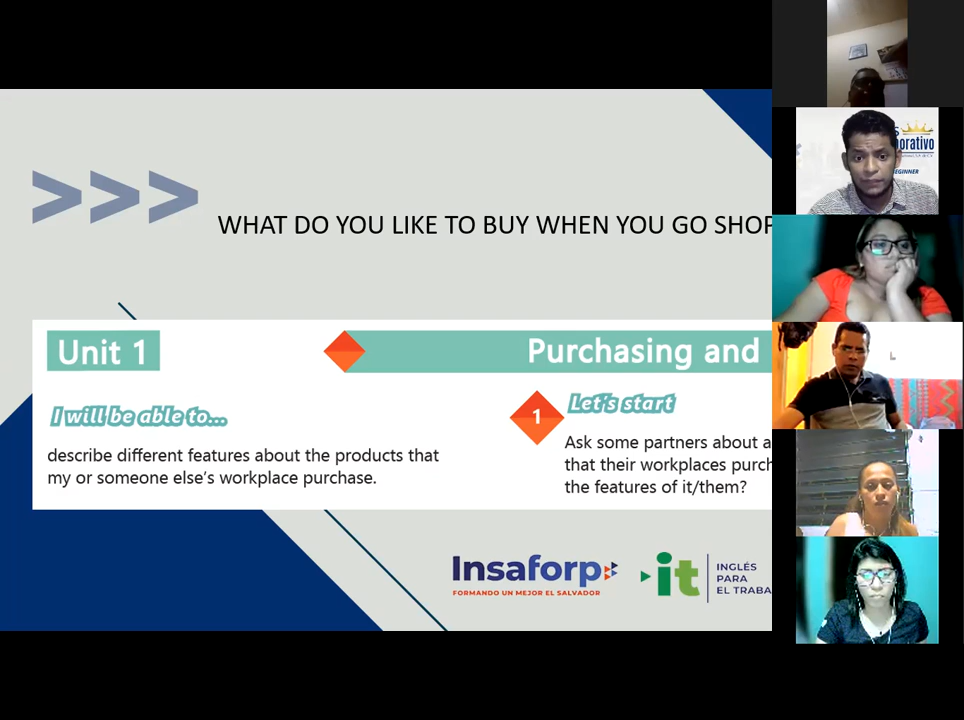 >>>
WHAT DO YOU LIKE TO BUY WHEN YOU GO SHOP
Unit 1
Purchasing and
I will be able to...
describe different features about the products that
my or someone else's workplace purchase.
1
Let's start
Ask some partners about a
that their workplaces purch
the features of it/them?
Insaforp
FORMANDO UN MEJOR EL SALVADOR
it
INGLÉS
PARA
EL TRABA
orativo
EGINNER